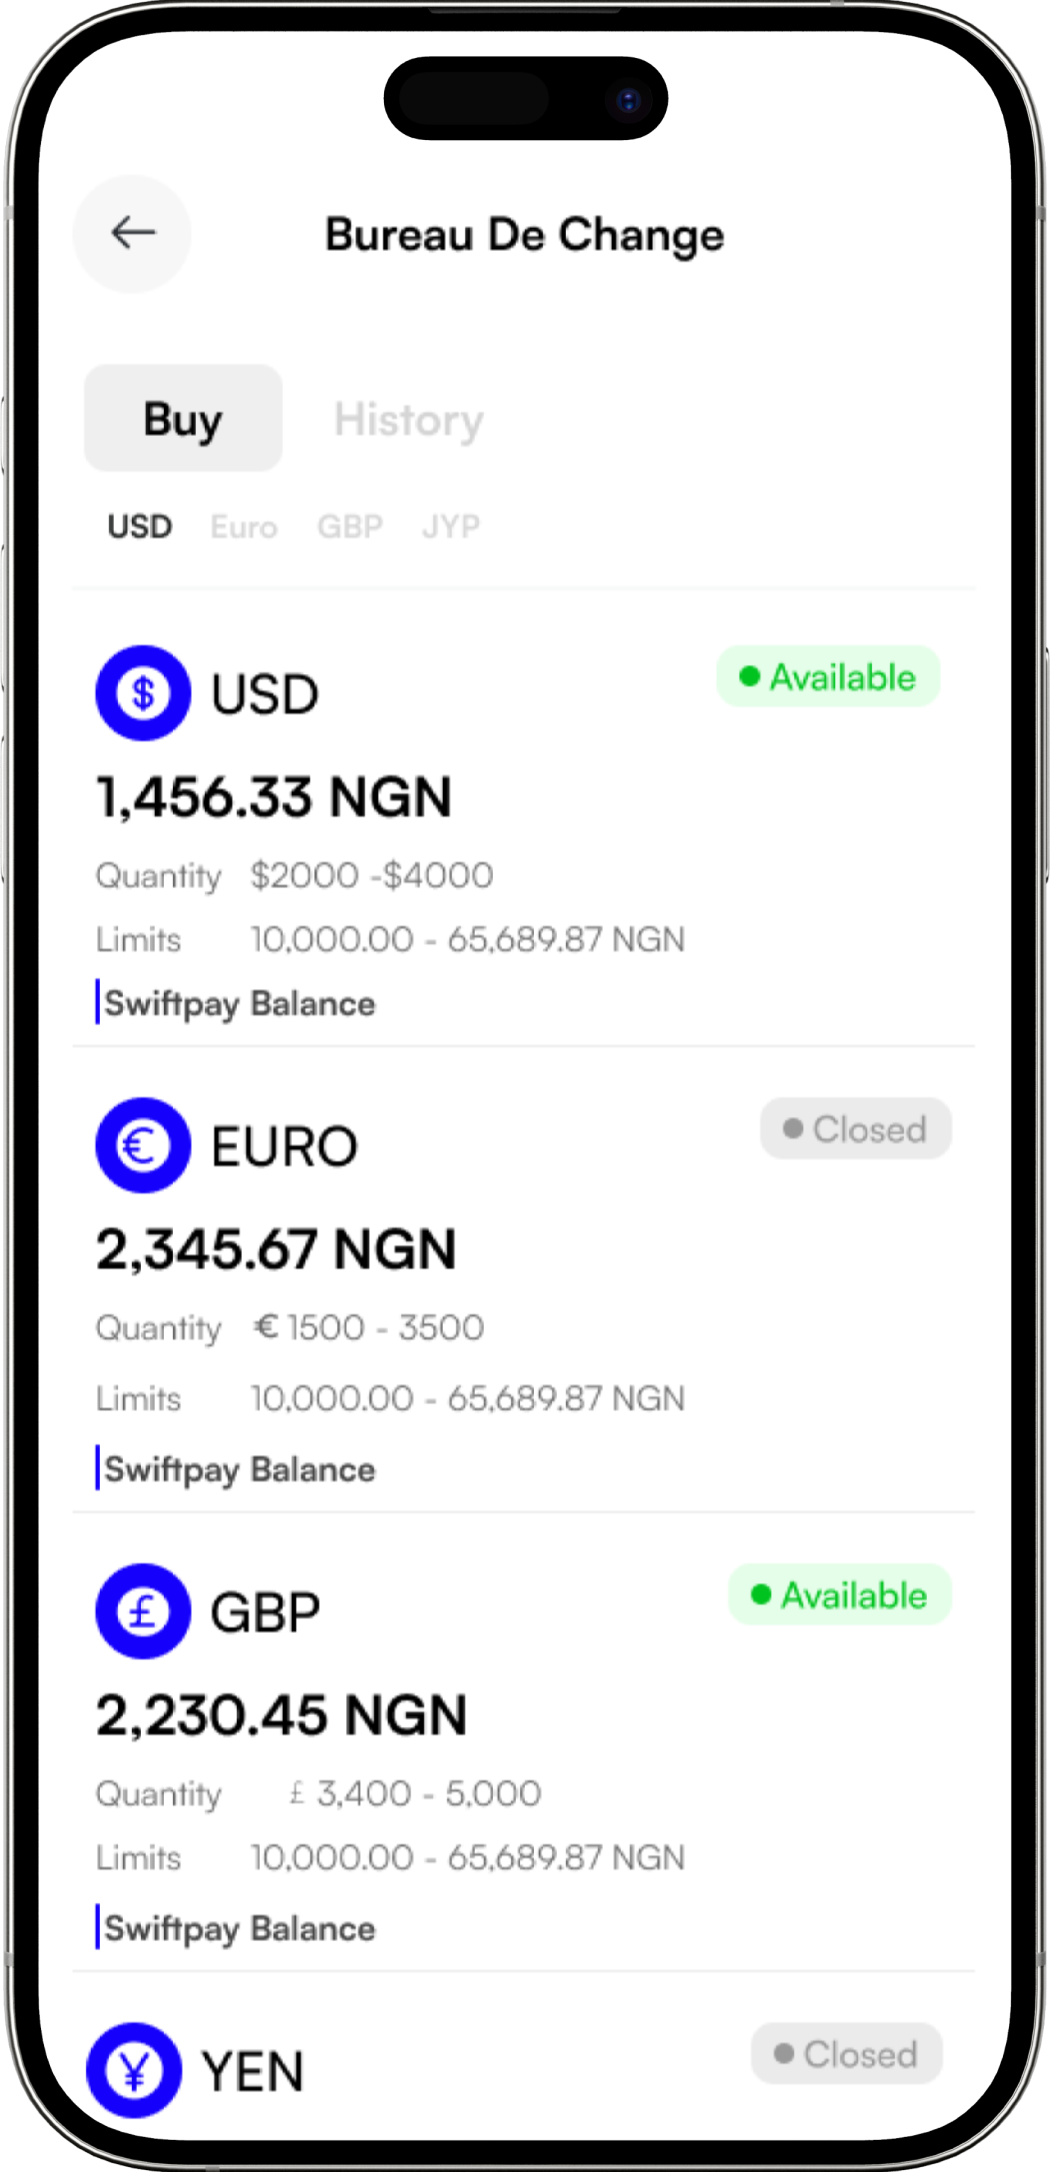 Bureau De Change
Buy History
USD Euro GBP JYP
$ USD Available
1,456.33 NGN
Quantity $2000 -$4000
Limits 10,000.00 - 65,689.87 NGN
Swiftpay Balance
€ EURO Closed
2,345.67 NGN
Quantity € 1500 - 3500
Limits 10,000.00 - 65,689.87 NGN
Swiftpay Balance
£ GBP Available
2,230.45 NGN
Quantity £ 3,400 - 5,000
Limits 10,000.00 - 65,689.87 NGN
Swiftpay Balance
¥ YEN Closed